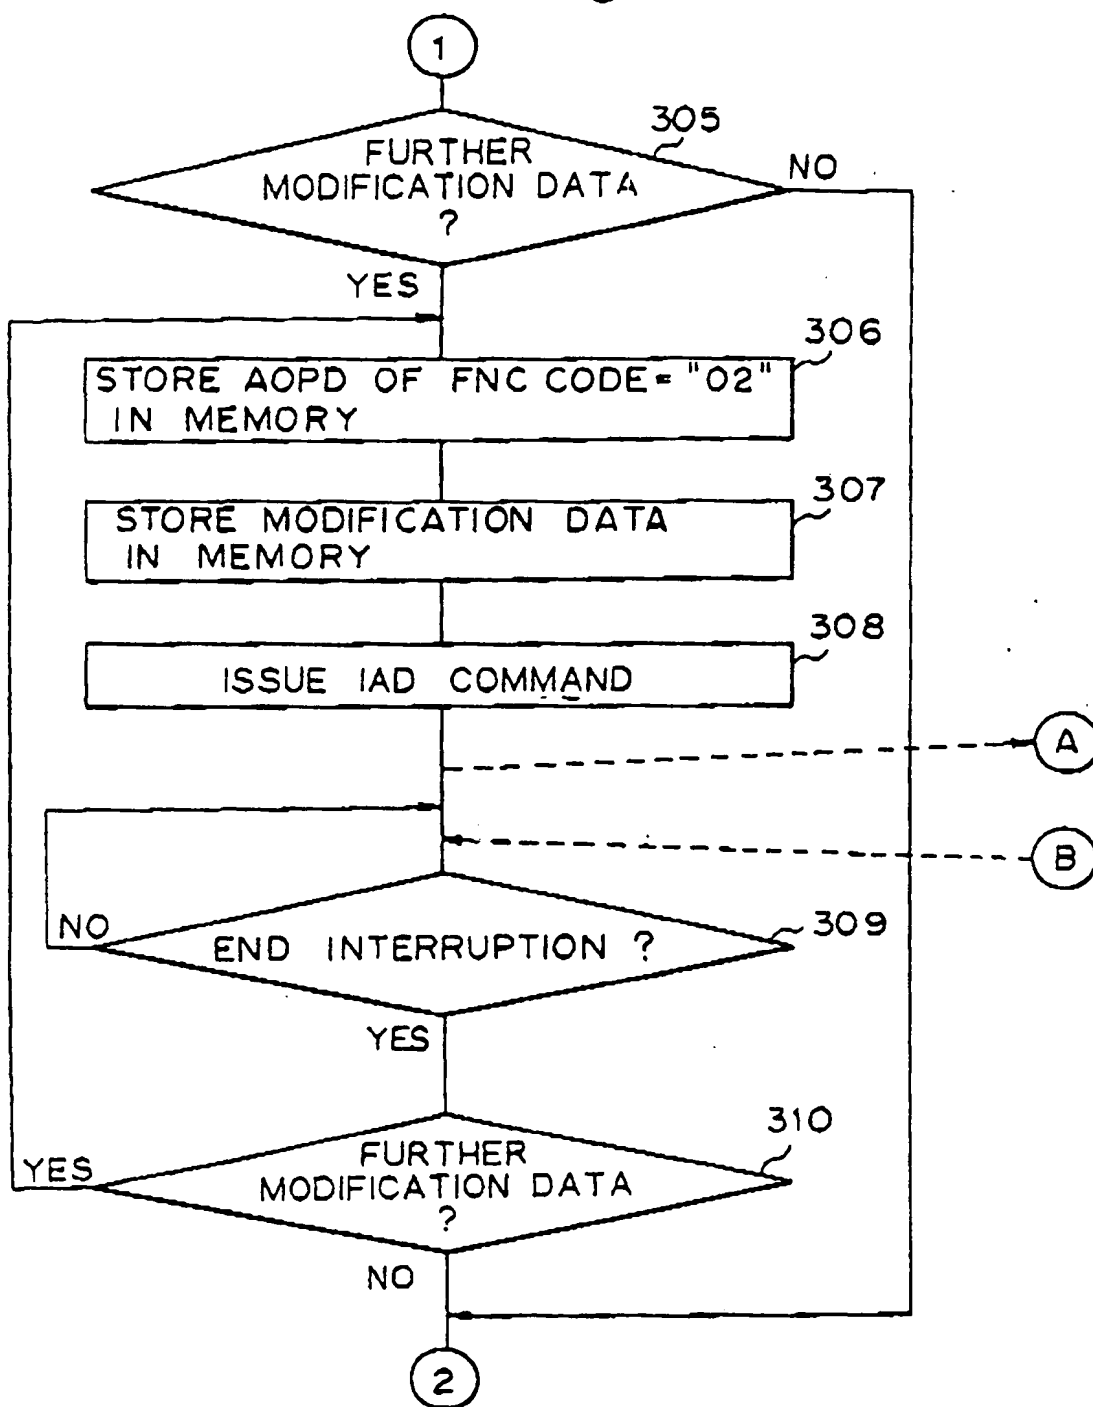 1
305
FURTHER
MODIFICATION DATA
?
NO
YES
306
STORE AOPD OF FNC CODE = "02"
IN MEMORY
307
STORE MODIFICATION DATA
IN MEMORY
308
ISSUE IAD COMMAND
A
B
NO
END INTERRUPTION ?
309
YES
310
FURTHER
MODIFICATION DATA
?
YES
NO
2